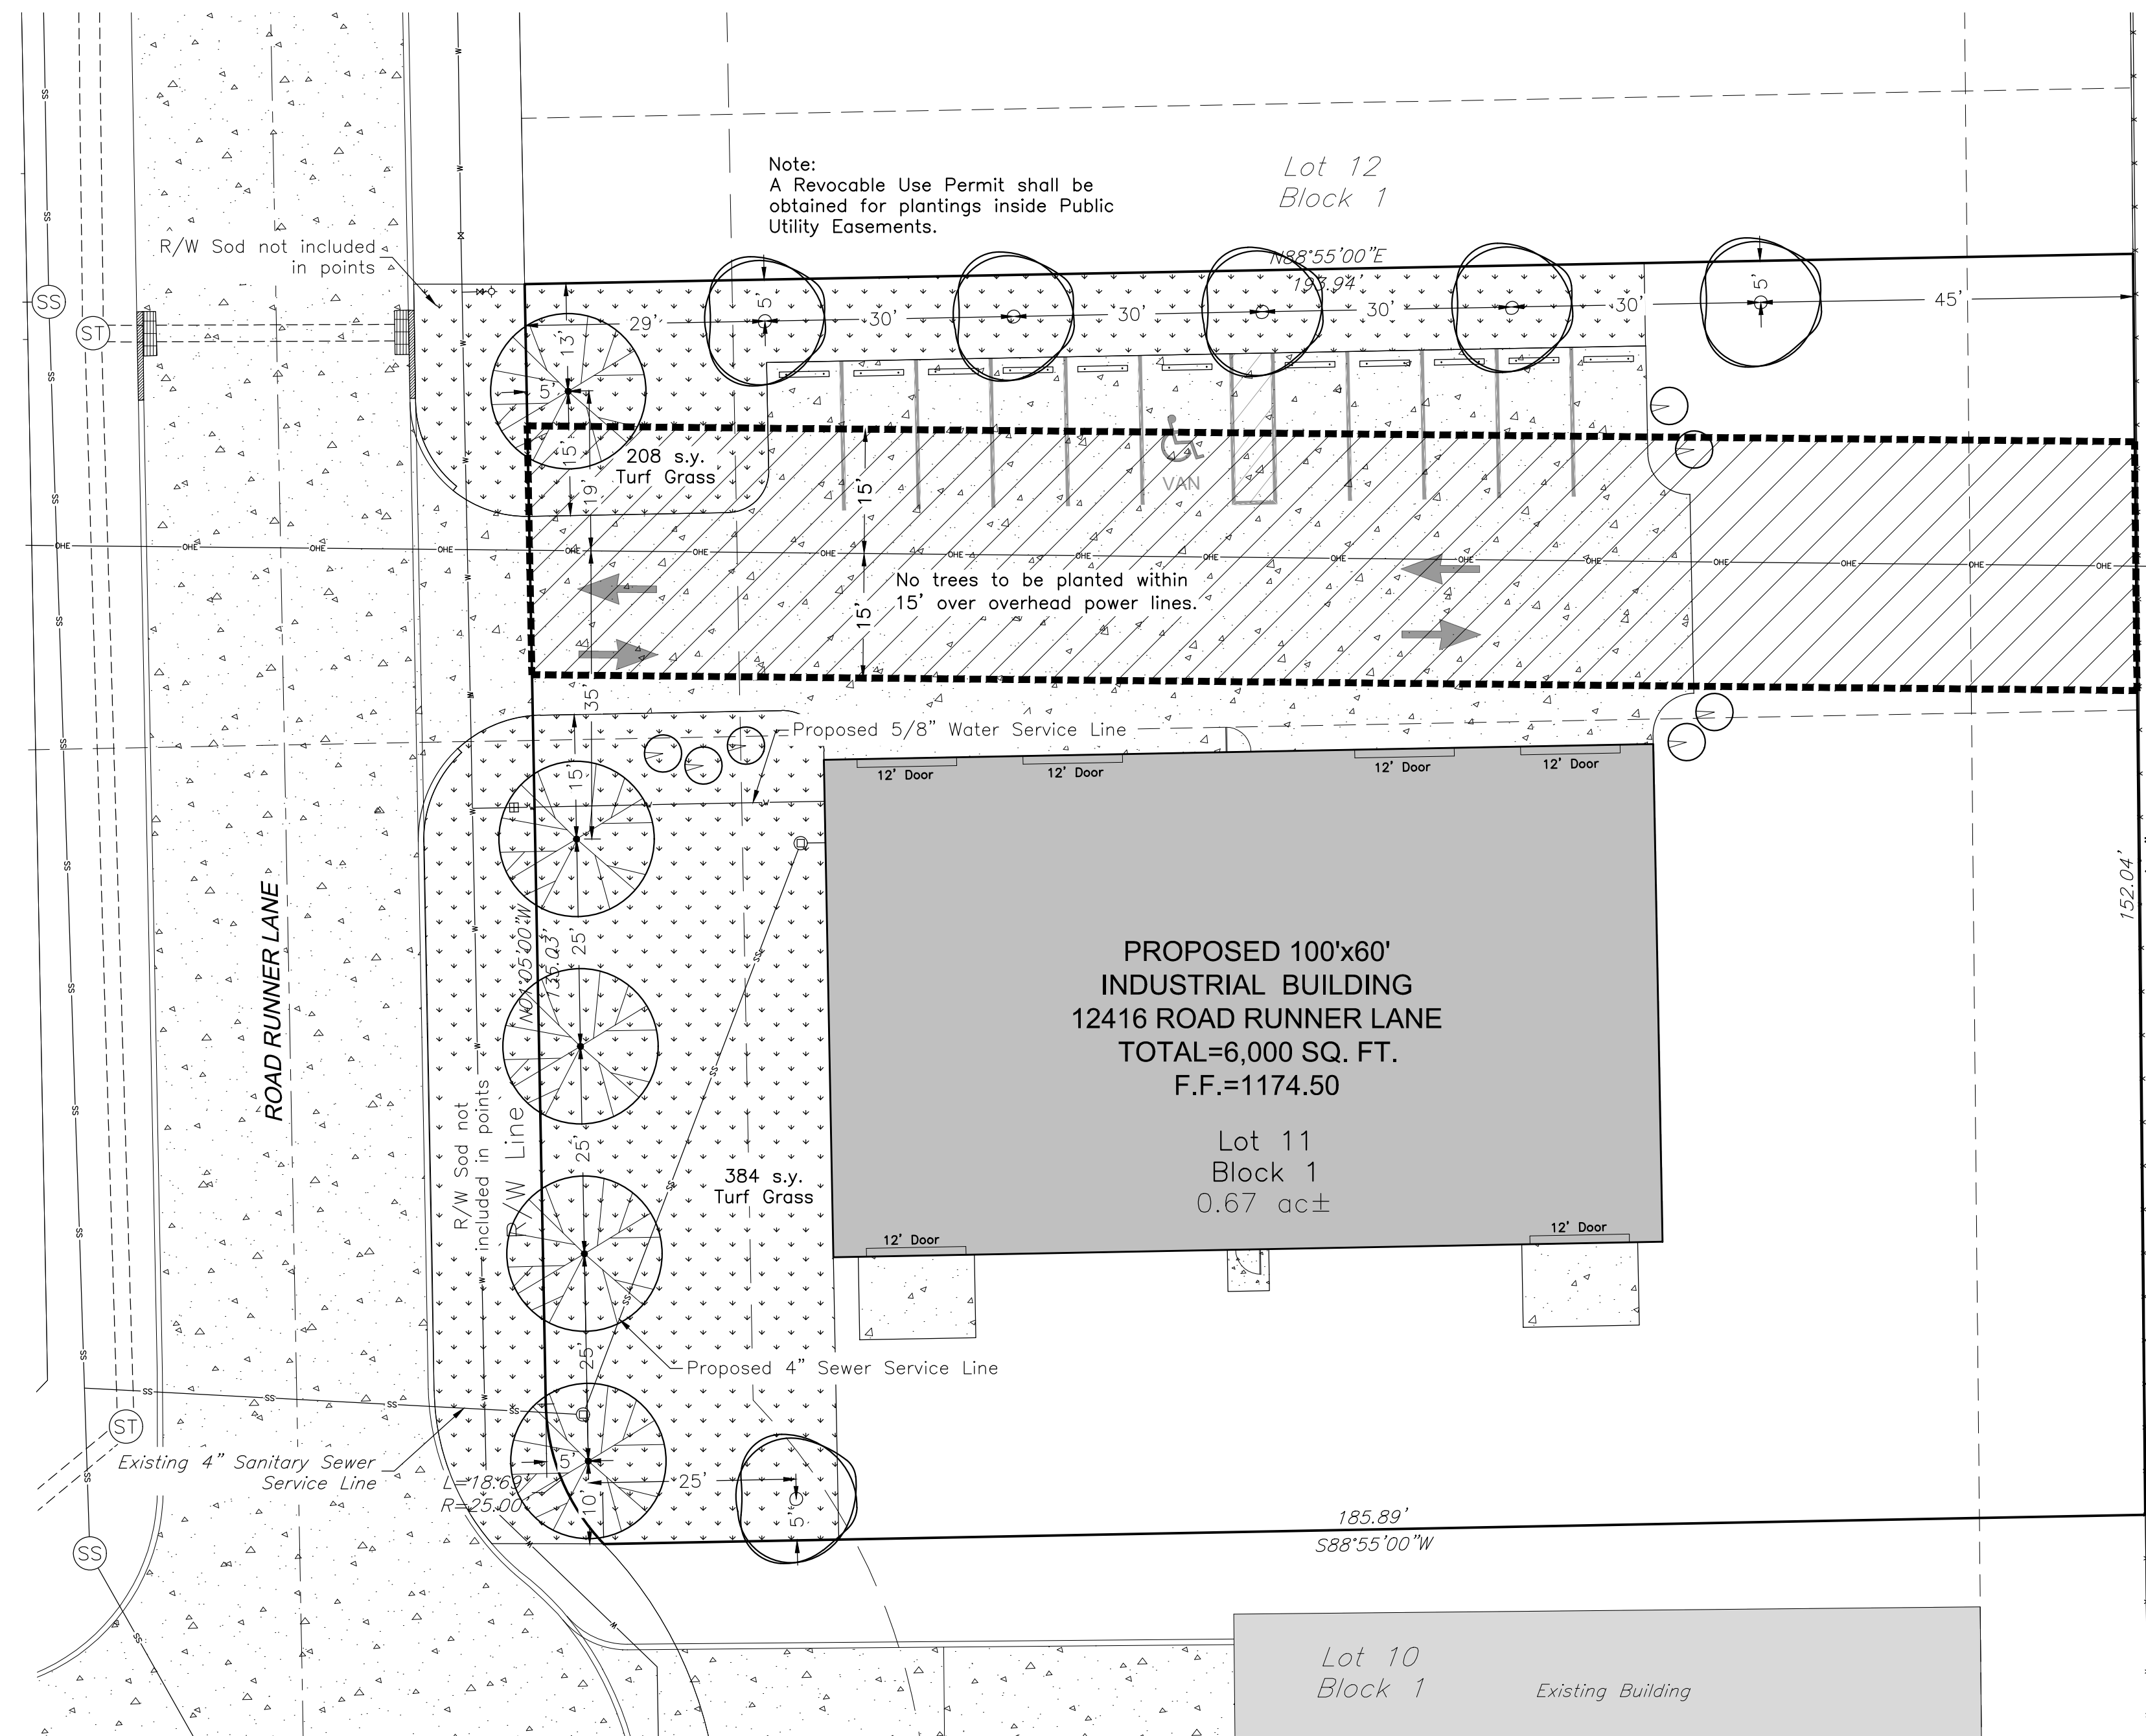 Note:
A Revocable Use Permit shall be
obtained for plantings inside Public
Utility Easements.
Lot 12
Block 1
R/W Sod not included
in points
N88°55'00"E
193.94'
SS
ST
29'
5'
30'
30'
30'
30'
5'
45'
13'
5'
15'
19'
208 s.y.
Turf Grass
15'
VAN
OHE
No trees to be planted within
15' over overhead power lines.
15'
35'
Proposed 5/8" Water Service Line
12' Door
12' Door
12' Door
12' Door
15'
ROAD RUNNER LANE
N01°05'00"W
135.03'
25'
PROPOSED 100'x60'
INDUSTRIAL BUILDING
12416 ROAD RUNNER LANE
TOTAL=6,000 SQ. FT.
F.F.=1174.50
152.04'
R/W Sod not
included in points
R/W Line
25'
384 s.y.
Turf Grass
Lot 11
Block 1
0.67 ac±
12' Door
12' Door
25'
Proposed 4" Sewer Service Line
ST
Existing 4" Sanitary Sewer
Service Line
L=18.69'
R=25.00'
5'
25'
10'
5'
185.89'
S88°55'00"W
SS
Lot 10
Block 1
Existing Building